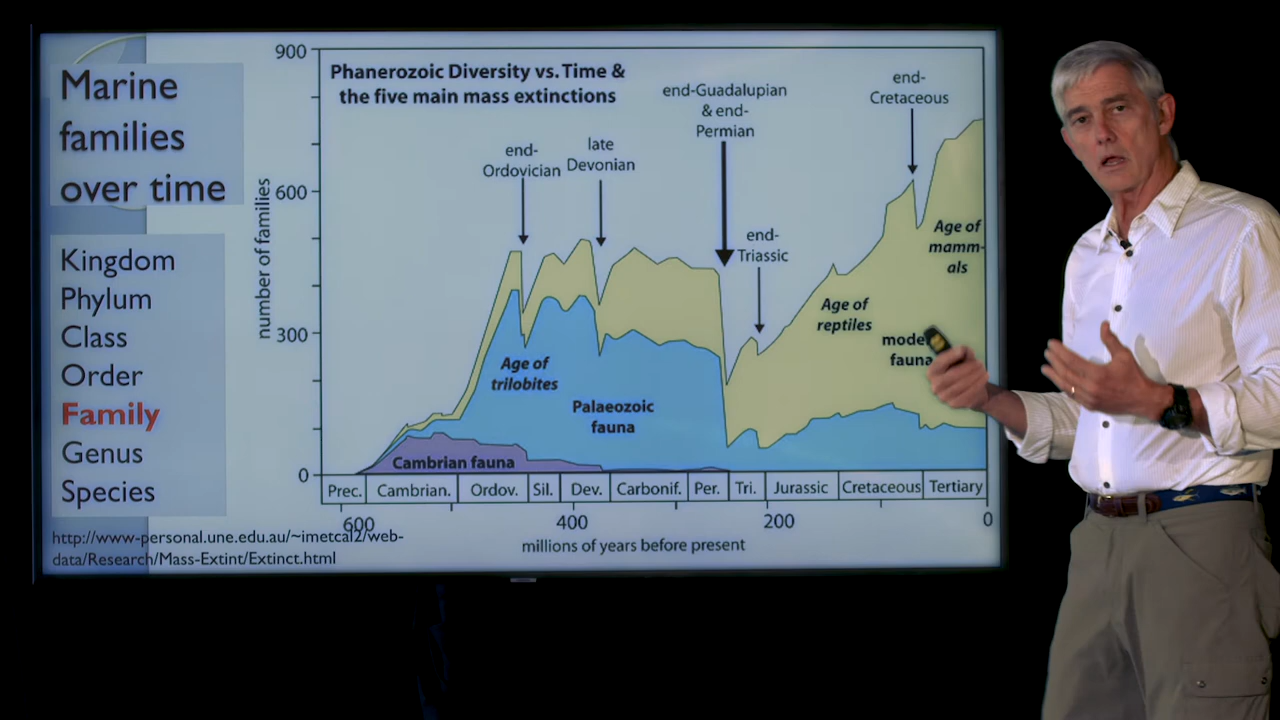 Marine
families
over time
Kingdom
Phylum
Class
Order
Family
Genus
Species
http://www-personal.une.edu.au/~imetcal2/web-
data/Research/Mass-Extint/Extinct.html
Phanerozoic Diversity vs. Time &
the five main mass extinctions
number of families
900
600
300
0
end-
Ordovician
late
Devonian
end-Guadalupian
& end-
Permian
end-
Triassic
end-
Cretaceous
Age of
trilobites
Palaeozoic
fauna
Cambrian fauna
Age of
reptiles
Age of
mamm-
als
fauna
Prec. Cambrian. Ordov. Sil. Dev. Carbonif. Per. Tri. Jurassic Cretaceous Tertiary
600 400 200 0
millions of years before present